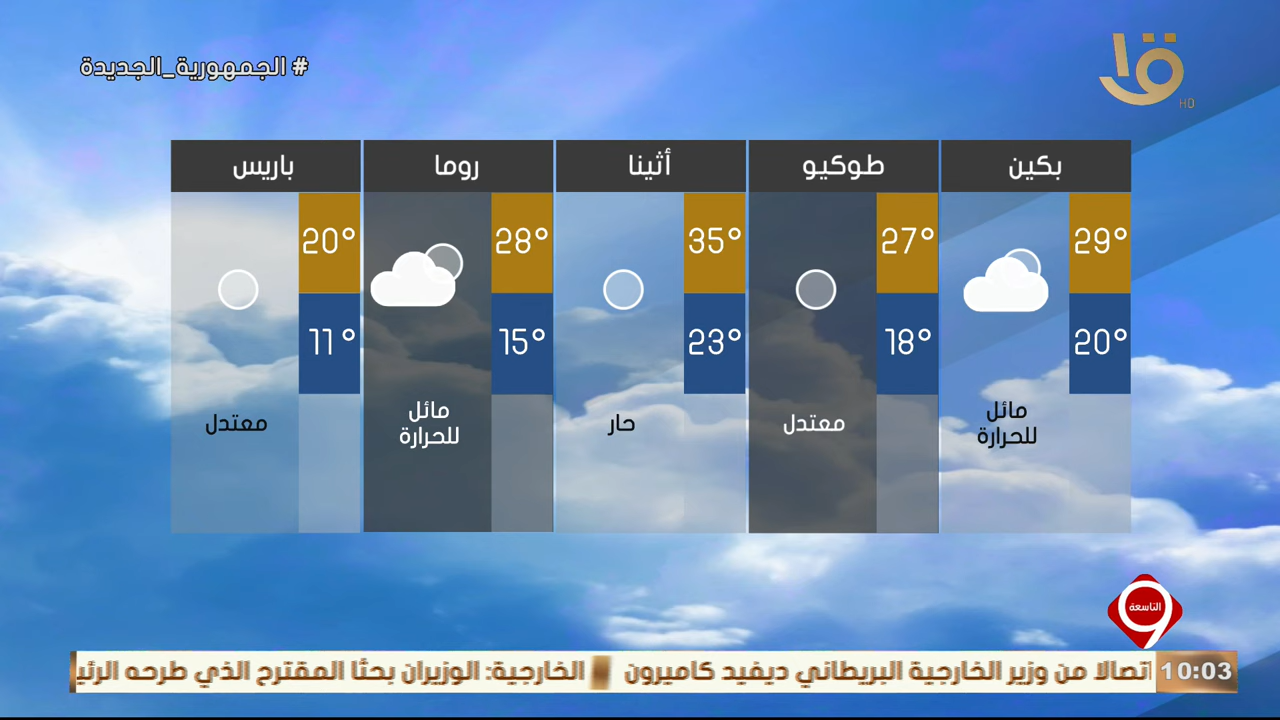 #الجمهورية_الجديدة
HD
بكين
29°
20°
مائل
للحرارة
طوكيو
27°
18°
معتدل
أثينا
35°
23°
حار
روما
28°
15°
مائل
للحرارة
باريس
20°
11°
معتدل
التاسعة
9
10:03
اتصالا من وزير الخارجية البريطاني ديفيد كاميرون
الخارجية: الوزيران بحثا المقترح الذي طرحه